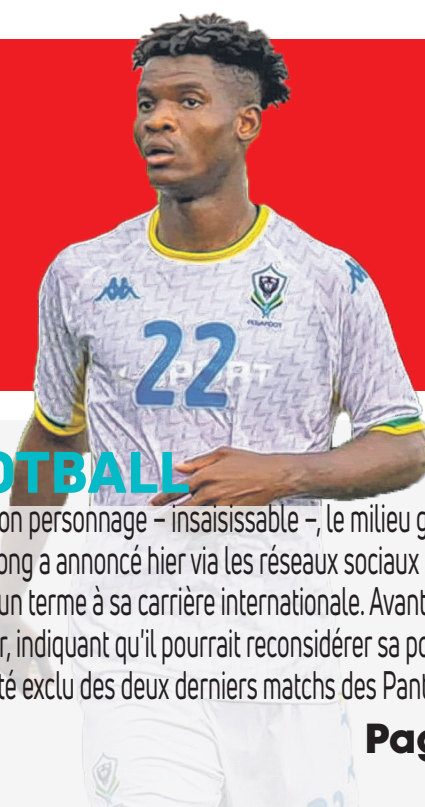 22
FEGAFOOT
OTBALL
on personnage – insaisissable –, le milieu g
ong a annoncé hier via les réseaux sociaux
un terme à sa carrière internationale. Avant
r, indiquant qu'il pourrait reconsidérer sa po
té exclu des deux derniers matchs des Pant
Pag